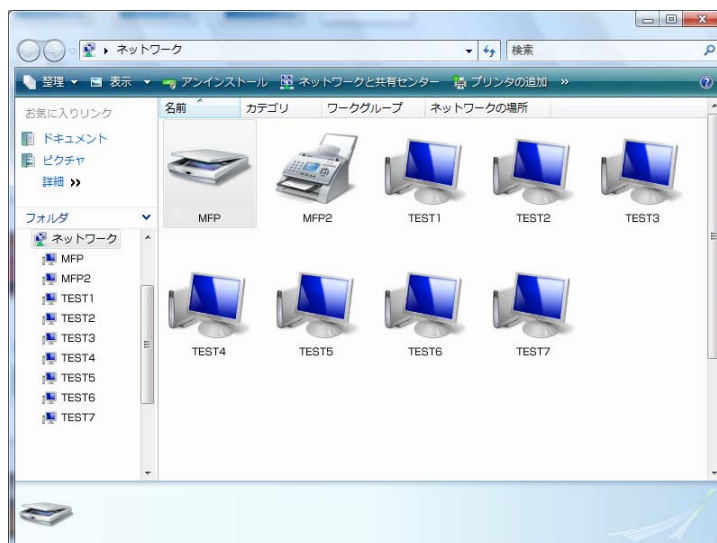 ネットワーク
検索
整理 表示 アンインストール ネットワークと共有センター プリンタの追加 »
お気に入りリンク
ドキュメント
ピクチャ
詳細 »
フォルダ
ネットワーク
MFP
MFP2
TEST1
TEST2
TEST3
TEST4
TEST5
TEST6
TEST7
名前 カテゴリ ワークグループ ネットワークの場所
MFP MFP2 TEST1 TEST2 TEST3
TEST4 TEST5 TEST6 TEST7